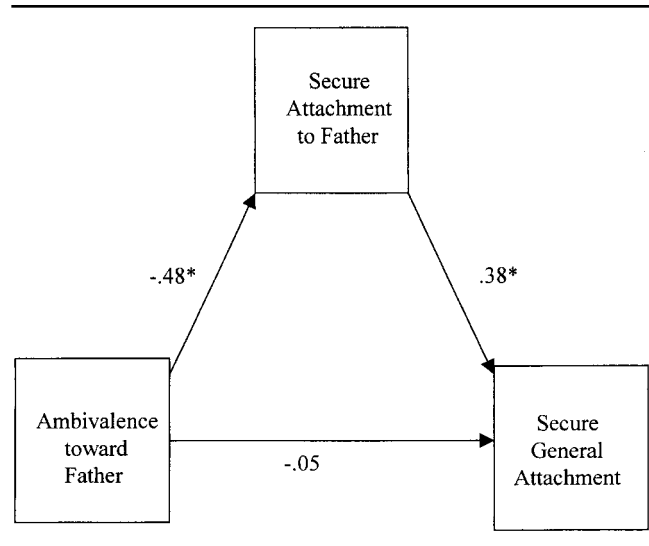 Secure
Attachment
to Father
-.48*
.38*
Ambivalence
toward
Father
-.05
Secure
General
Attachment